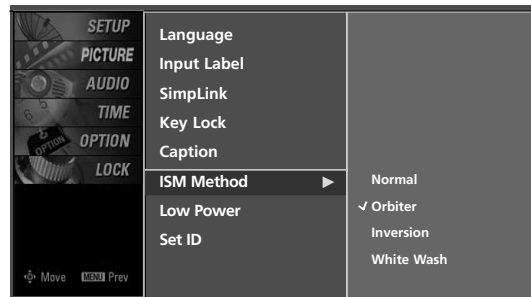 SETUP
PICTURE
AUDIO
TIME
OPTION
LOCK
Move MENU Prev
Language
Input Label
SimpLink
Key Lock
Caption
ISM Method ►
Low Power
Set ID
Normal
✓ Orbiter
Inversion
White Wash